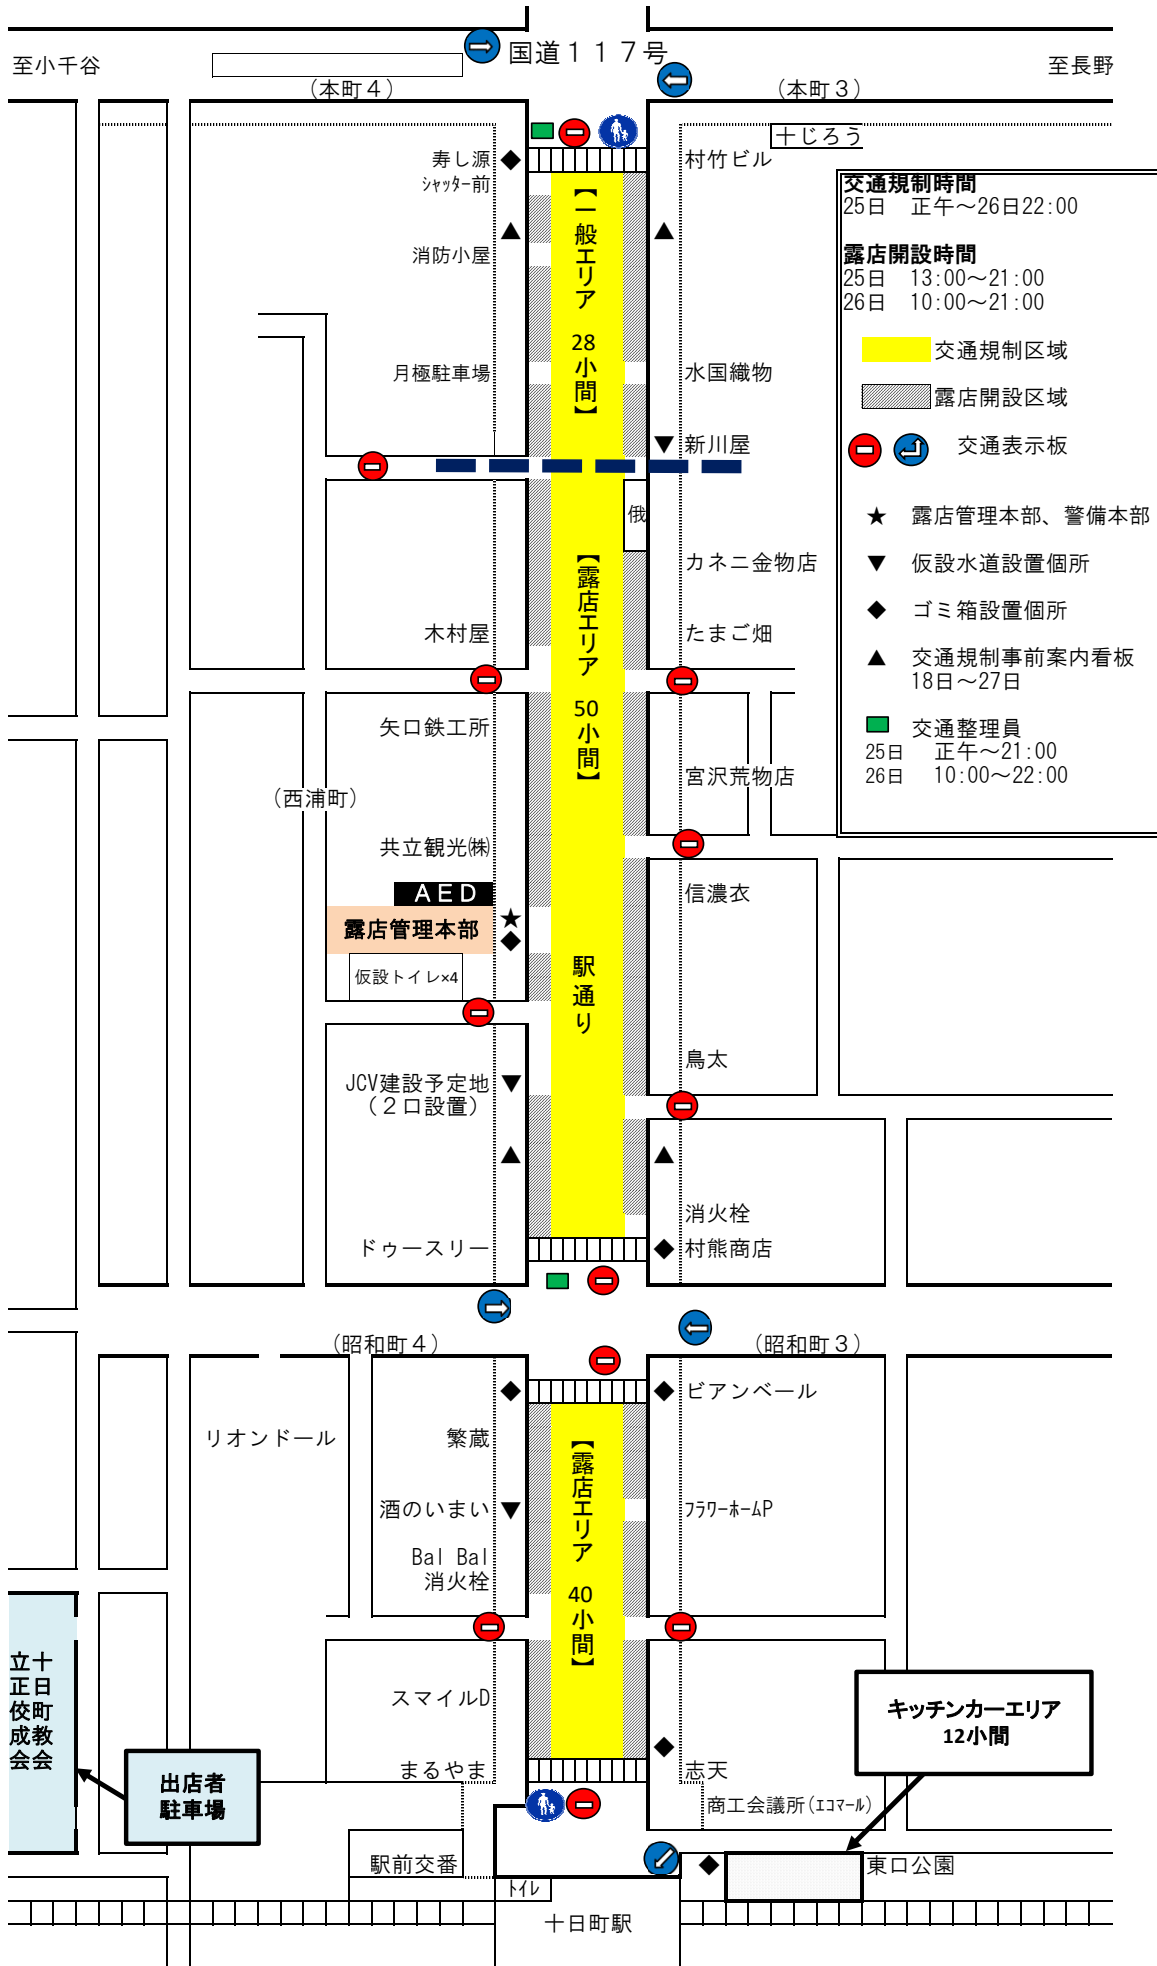 国道１１７号
至小千谷
至長野
（本町４）
（本町３）
十じろう
寿し源
ｼｬｯﾀｰ前
村竹ビル
消防小屋
【一般エリア　28小間】
月極駐車場
水国織物
新川屋
交通規制時間
25日　正午～26日22:00
露店開設時間
25日　13:00～21:00
26日　10:00～21:00
交通規制区域
露店開設区域
交通表示板
★　露店管理本部、警備本部
▼　仮設水道設置個所
◆　ゴミ箱設置個所
▲　交通規制事前案内看板
18日～27日
交通整理員
25日　正午～21:00
26日　10:00～22:00
俄
【露店エリア　50小間】
カネニ金物店
木村屋
たまご畑
矢口鉄工所
宮沢荒物店
（西浦町）
共立観光㈱
AED
信濃衣
露店管理本部
仮設トイレ×4
駅通り
鳥太
JCV建設予定地
（２口設置）
消火栓
ドゥースリー
村熊商店
（昭和町４）
（昭和町３）
ビアンベール
リオンドール
繁蔵
【露店エリア　40小間】
酒のいまい
ﾌﾗﾜｰﾎｰﾑP
Bal Bal
消火栓
十日町教会
立正佼成会
スマイルD
キッチンカーエリア
12小間
まるやま
志天
出店者
駐車場
商工会議所(ｴｺﾏｰﾙ)
駅前交番
東口公園
ﾄｲﾚ
十日町駅